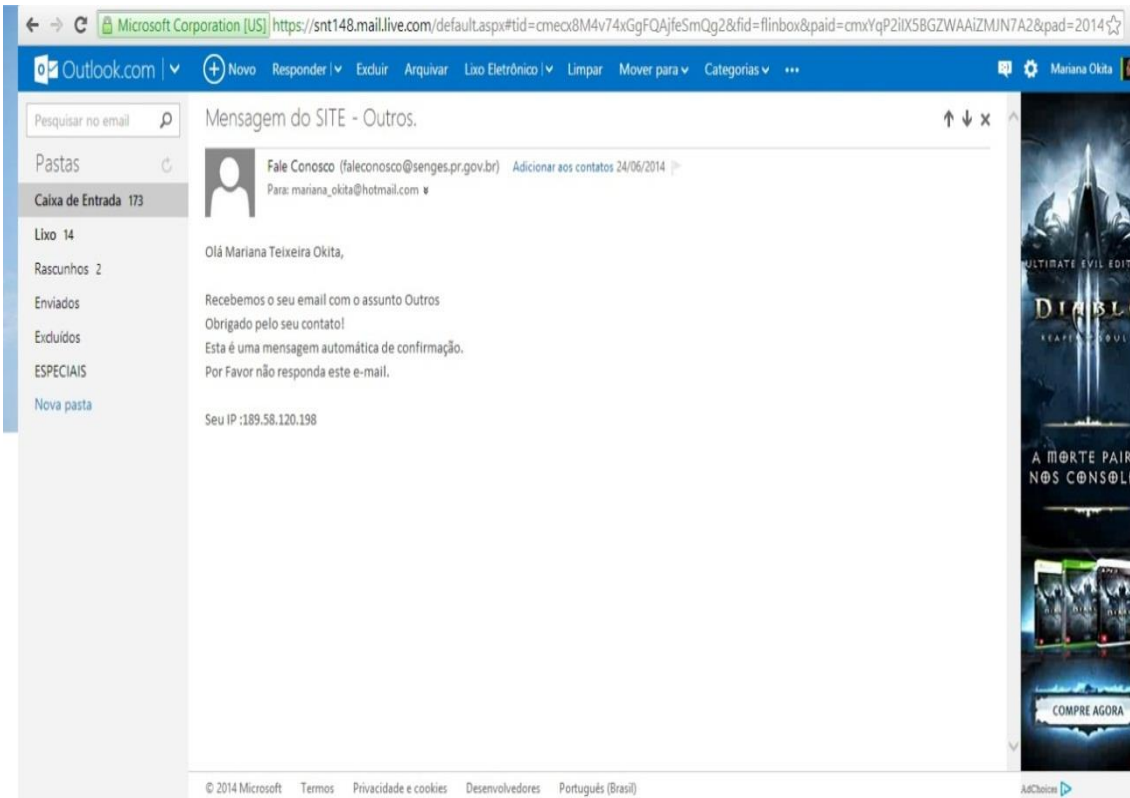 Microsoft Corporation [US] https://snt148.mail.live.com/default.aspx#tid=cmecx8M4v74xGgFQAjfeSmQg2&fid=flinbox&paid=cmxYqP2iIX5BGZWAAiZMJN7A2&pad=2014
Outlook.com Novo Responder Excluir Arquivar Lixo Eletrônico Limpar Mover para Categorias ••• Mariana Okita
Pesquisar no email
Pastas
Caixa de Entrada 173
Lixo 14
Rascunhos 2
Enviados
Excluídos
ESPECIAIS
Nova pasta
Mensagem do SITE - Outros.
Fale Conosco (faleconosco@senges.pr.gov.br) Adicionar aos contatos 24/06/2014
Para: mariana_okita@hotmail.com
Olá Mariana Teixeira Okita,
Recebemos o seu email com o assunto Outros
Obrigado pelo seu contato!
Esta é uma mensagem automática de confirmação.
Por Favor não responda este e-mail.
Seu IP :189.58.120.198
ULTIMATE EVIL EDIT
DIABL
REAPER SOUL
A MORTE PAIR
NOS CONSOL
COMPRE AGORA
© 2014 Microsoft Termos Privacidade e cookies Desenvolvedores Português (Brasil)
AdChoices